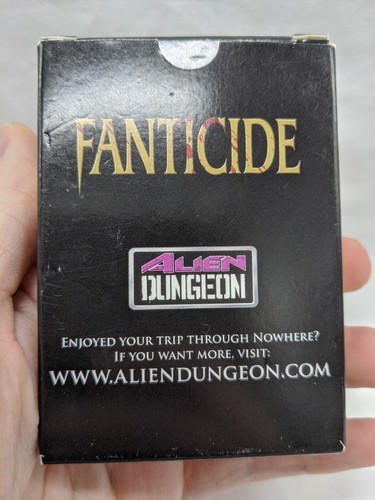 FANTICIDE
ALIEN
DUNGEON
ENJOYED YOUR TRIP THROUGH NOWHERE?
IF YOU WANT MORE, VISIT:
WWW.ALIENDUNGEON.COM